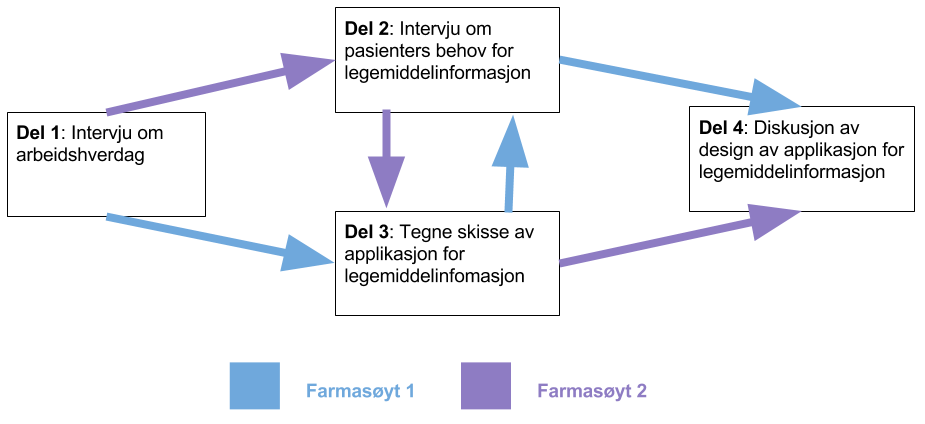 Del 1: Intervju om
arbeidshverdag
Del 2: Intervju om
pasienters behov for
legemiddelinformasjon
Del 3: Tegne skisse av
applikasjon for
legemiddelinfomasjon
Del 4: Diskusjon av
design av applikasjon for
legemiddelinformasjon
Farmasøyt 1
Farmasøyt 2